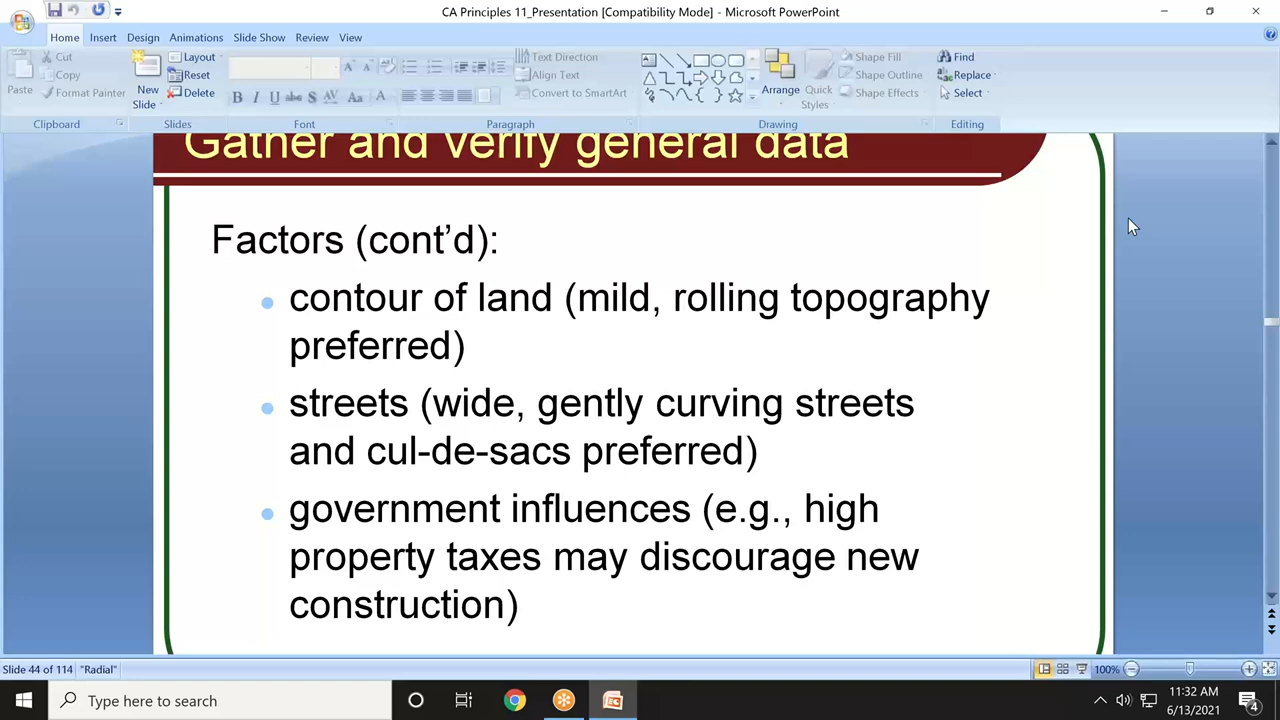 CA Principles 11_Presentation [Compatibility Mode] - Microsoft PowerPoint
Home Insert Design Animations Slide Show Review View
Paste
Cut
Copy
Format Painter
Clipboard
New
Slide
Layout
Reset
Delete
Slides
B I U abc S AV Aa A
Font
Text Direction
Align Text
Convert to SmartArt
Paragraph
Arrange
Quick
Styles
Shape Fill
Shape Outline
Shape Effects
Drawing
Find
Replace
Select
Editing
Gather and verify general data
Factors (cont’d):
contour of land (mild, rolling topography
preferred)
streets (wide, gently curving streets
and cul-de-sacs preferred)
government influences (e.g., high
property taxes may discourage new
construction)
Slide 44 of 114 "Radial" 100%
Type here to search
11:32 AM
6/13/2021
4